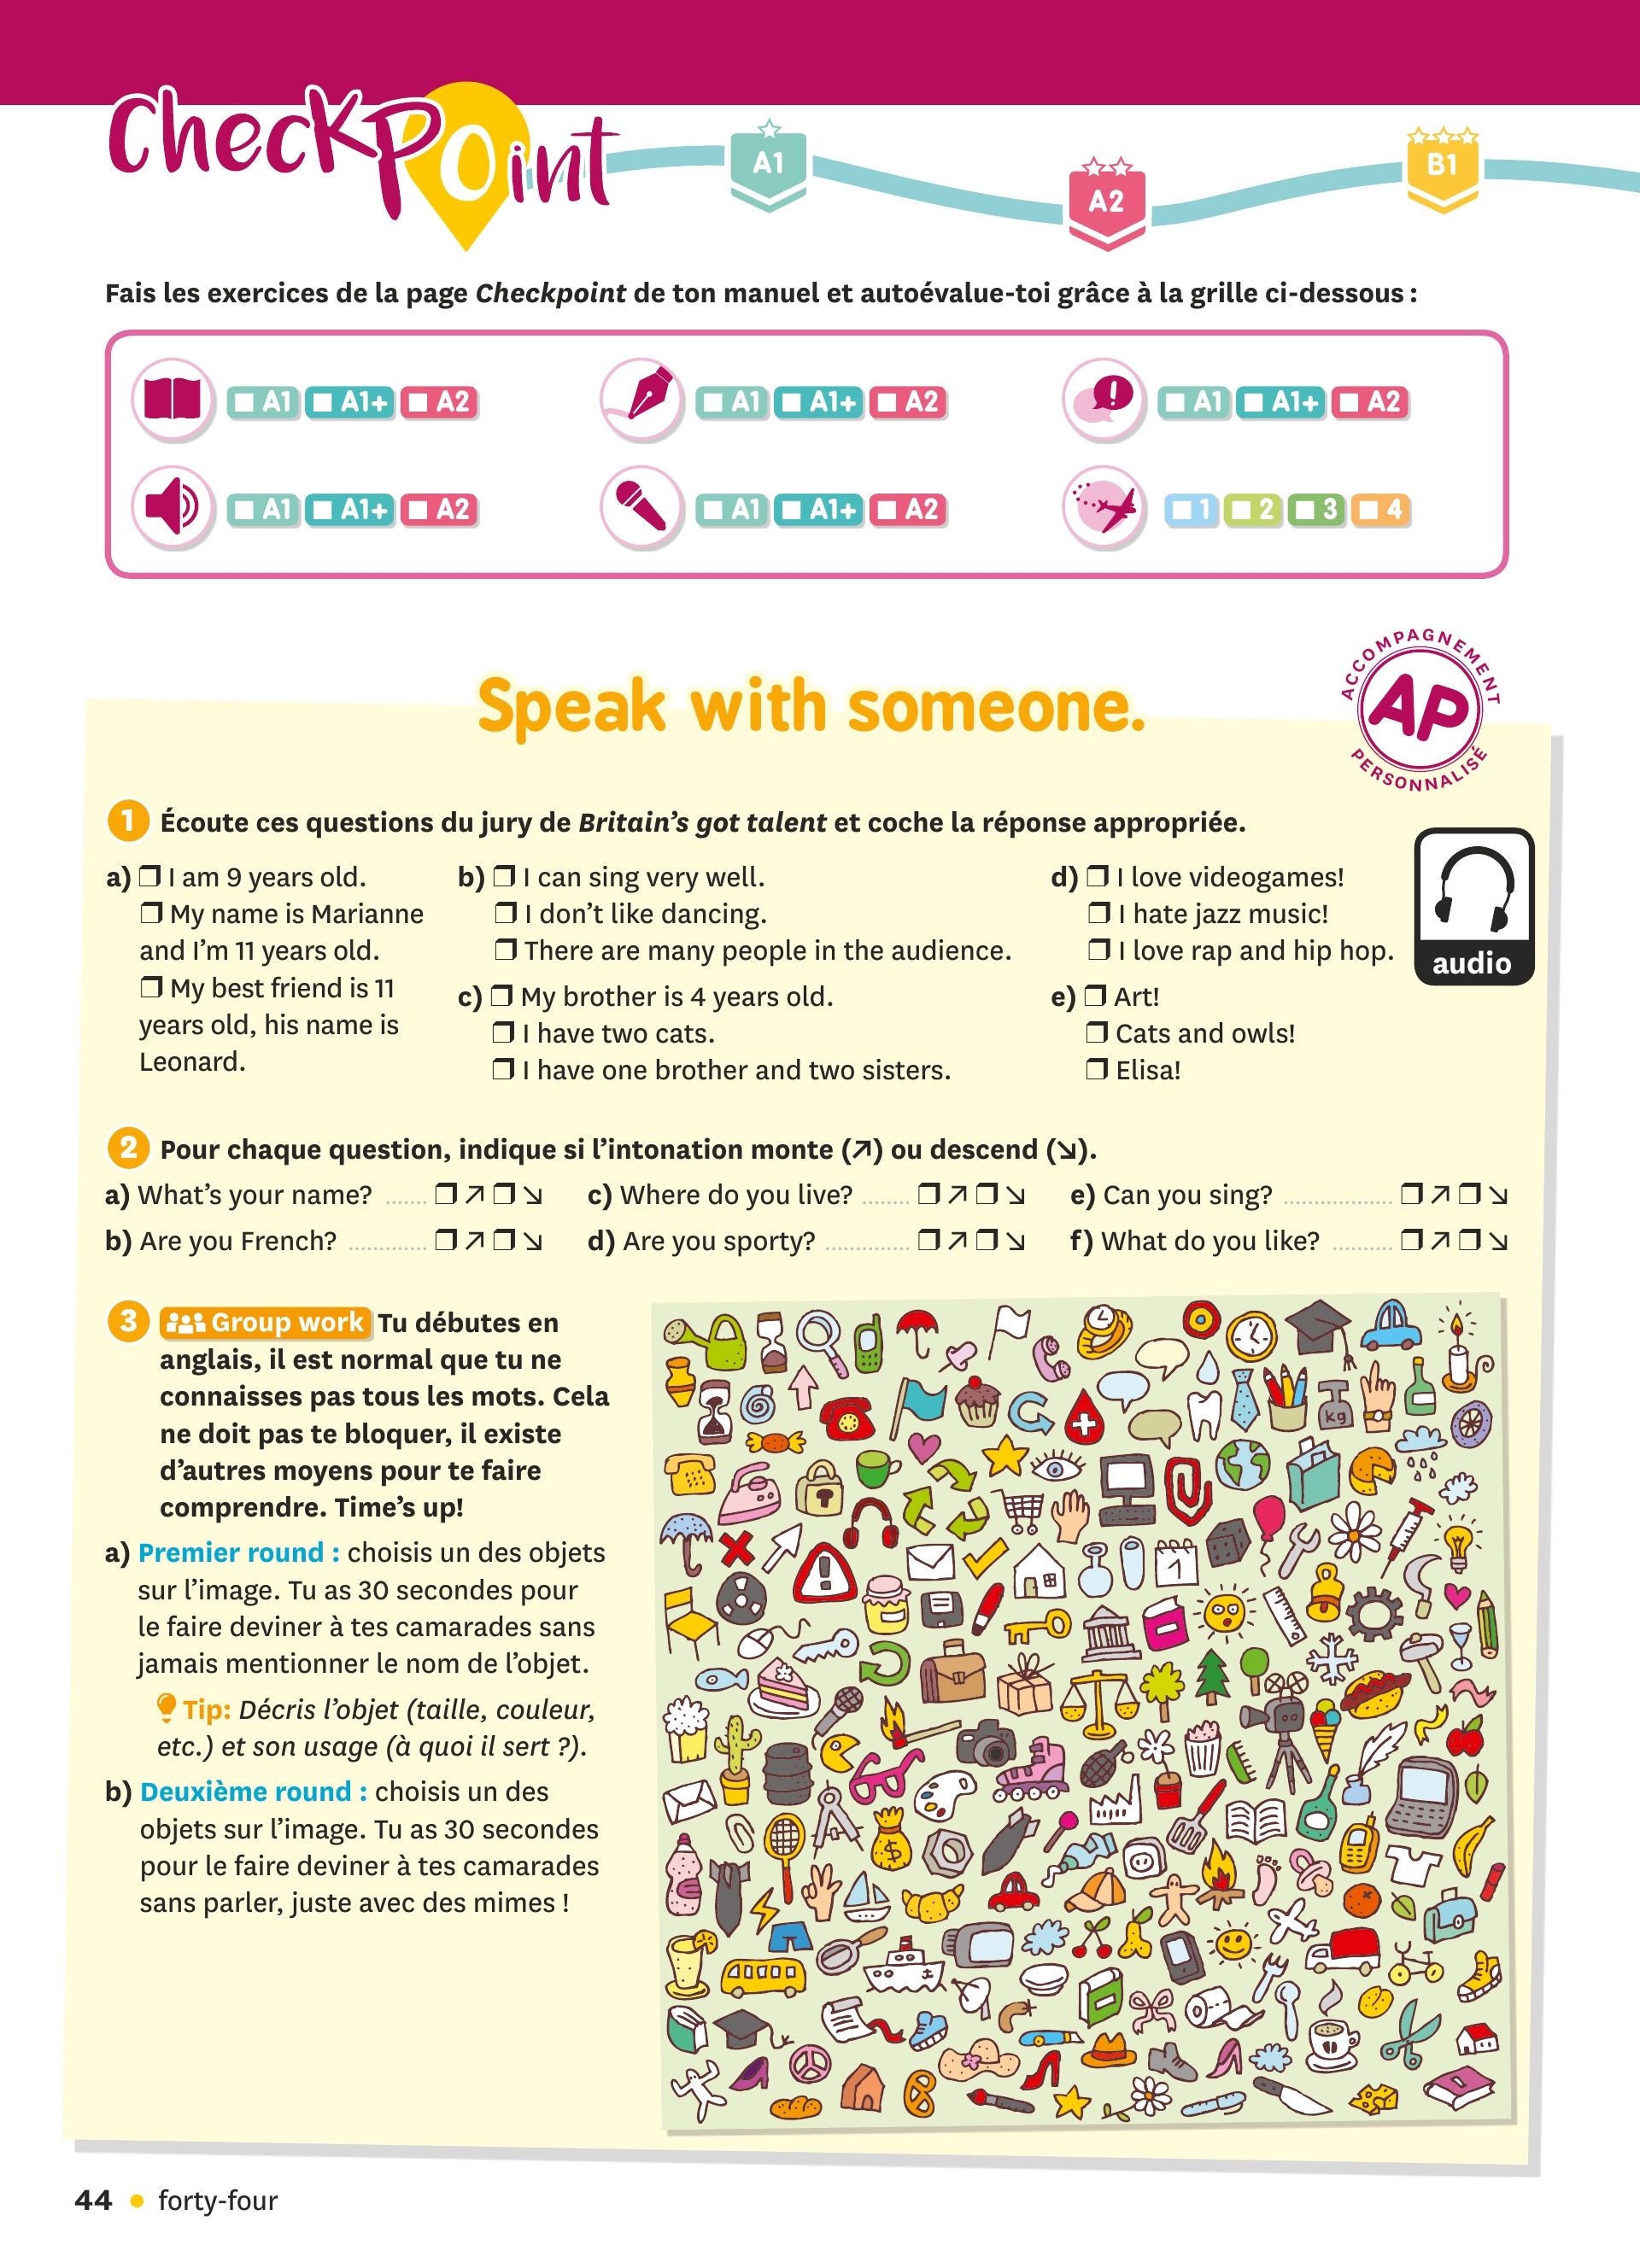 CheckPoint
A1
A2
B1
Fais les exercices de la page Checkpoint de ton manuel et autoévalue-toi grâce à la grille ci-dessous :
A1 A1+ A2
A1 A1+ A2
A1 A1+ A2
A1 A1+ A2
A1 A1+ A2
1 2 3 4
Speak with someone.
ACCOMPAGNEMENT
AP
PERSONNALISÉ
1 Écoute ces questions du jury de Britain's got talent et coche la réponse appropriée.
a) ❒ I am 9 years old.
❒ My name is Marianne
and I'm 11 years old.
❒ My best friend is 11
years old, his name is
Leonard.
b) ❒ I can sing very well.
❒ I don't like dancing.
❒ There are many people in the audience.
c) ❒ My brother is 4 years old.
❒ I have two cats.
❒ I have one brother and two sisters.
d) ❒ I love videogames!
❒ I hate jazz music!
❒ I love rap and hip hop.
e) ❒ Art!
❒ Cats and owls!
❒ Elisa!
audio
2 Pour chaque question, indique si l'intonation monte (↗) ou descend (↘).
a) What's your name? ...... ❒ ↗ ❒ ↘
b) Are you French? ............ ❒ ↗ ❒ ↘
c) Where do you live? ....... ❒ ↗ ❒ ↘
d) Are you sporty? ............. ❒ ↗ ❒ ↘
e) Can you sing? ................. ❒ ↗ ❒ ↘
f) What do you like? ......... ❒ ↗ ❒ ↘
3 Group work Tu débutes en
anglais, il est normal que tu ne
connaisses pas tous les mots. Cela
ne doit pas te bloquer, il existe
d'autres moyens pour te faire
comprendre. Time's up!
a) Premier round : choisis un des objets
sur l'image. Tu as 30 secondes pour
le faire deviner à tes camarades sans
jamais mentionner le nom de l'objet.
Tip: Décris l'objet (taille, couleur,
etc.) et son usage (à quoi il sert ?).
b) Deuxième round : choisis un des
objets sur l'image. Tu as 30 secondes
pour le faire deviner à tes camarades
sans parler, juste avec des mimes !
kg
1
$
44 • forty-four